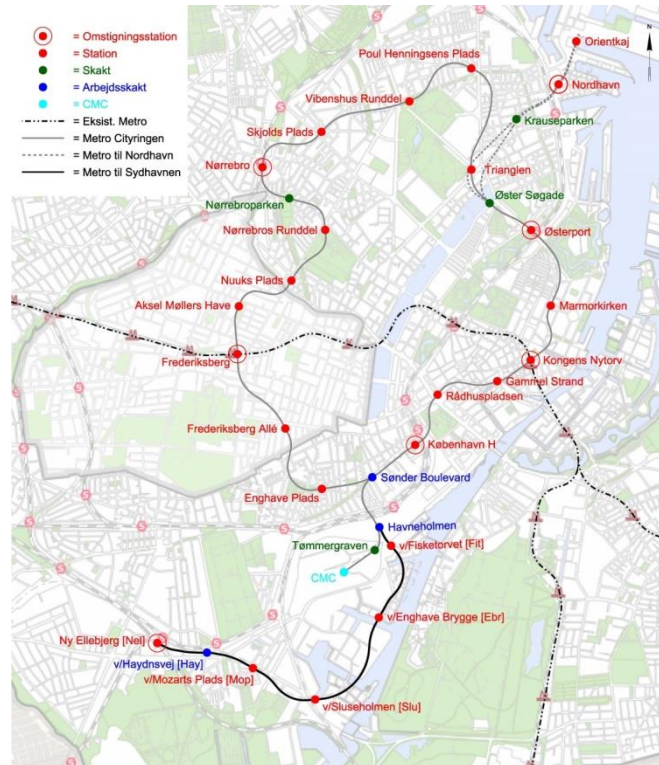 = Omstigningsstation
= Station
= Skakt
= Arbejdsskakt
= CMC
= Eksist. Metro
= Metro Cityringen
= Metro til Nordhavn
= Metro til Sydhavnen
N
Orientkaj
Poul Henningsens Plads
Nordhavn
Vibenshus Runddel
Krauseparken
Skjolds Plads
Nørrebro
Trianglen
Nørrebroparken
Øster Søgade
Nørrebros Runddel
Østerport
Nuuks Plads
Aksel Møllers Have
Marmorkirken
Frederiksberg
Kongens Nytorv
Gammel Strand
Rådhuspladsen
Frederiksberg Allé
København H
Sønder Boulevard
Enghave Plads
Havneholmen
Tømmergraven
v/Fisketorvet [Fit]
CMC
v/Enghave Brygge [Ebr]
Ny Ellebjerg [Nel]
v/Haydnsvej [Hay]
v/Mozarts Plads [Mop]
v/Sluseholmen [Slu]